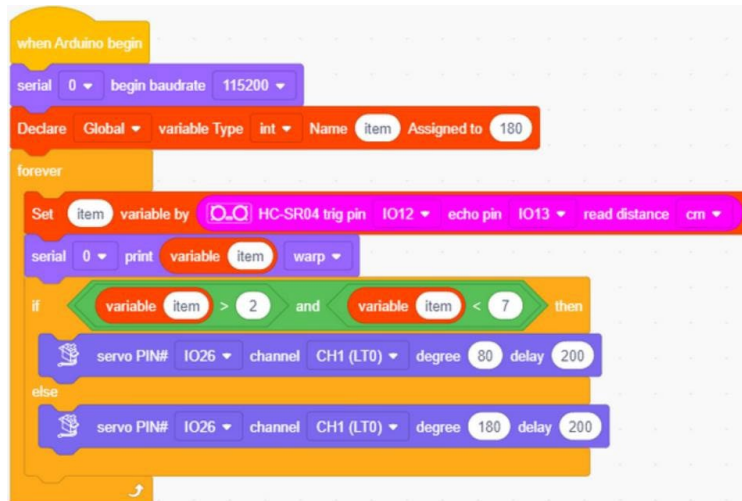 when Arduino begin
serial 0 begin baudrate 115200
Declare Global variable Type int Name item Assigned to 180
forever
Set item variable by HC-SR04 trig pin IO12 echo pin IO13 read distance cm
serial 0 print variable item warp
if variable item > 2 and variable item < 7 then
servo PIN# IO26 channel CH1 (LT0) degree 80 delay 200
else
servo PIN# IO26 channel CH1 (LT0) degree 180 delay 200